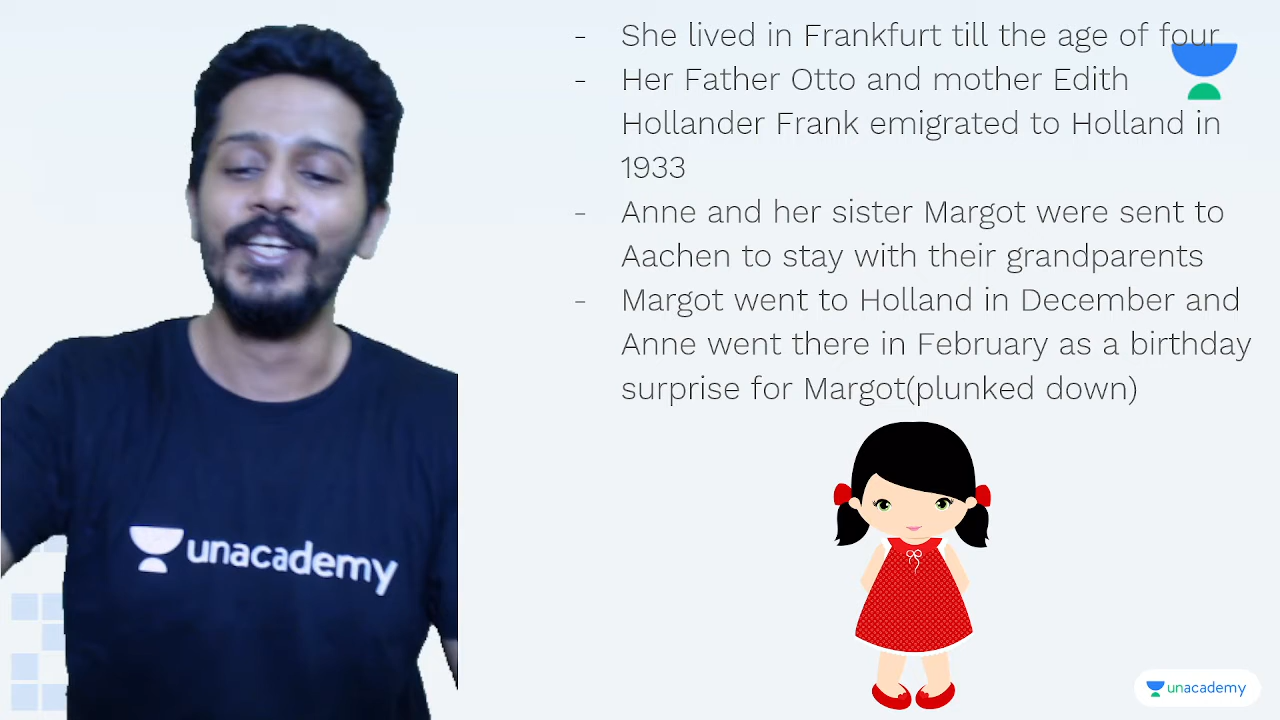 - She lived in Frankfurt till the age of four
- Her Father Otto and mother Edith
Hollander Frank emigrated to Holland in
1933
- Anne and her sister Margot were sent to
Aachen to stay with their grandparents
- Margot went to Holland in December and
Anne went there in February as a birthday
surprise for Margot(plunked down)
unacademy
unacademy